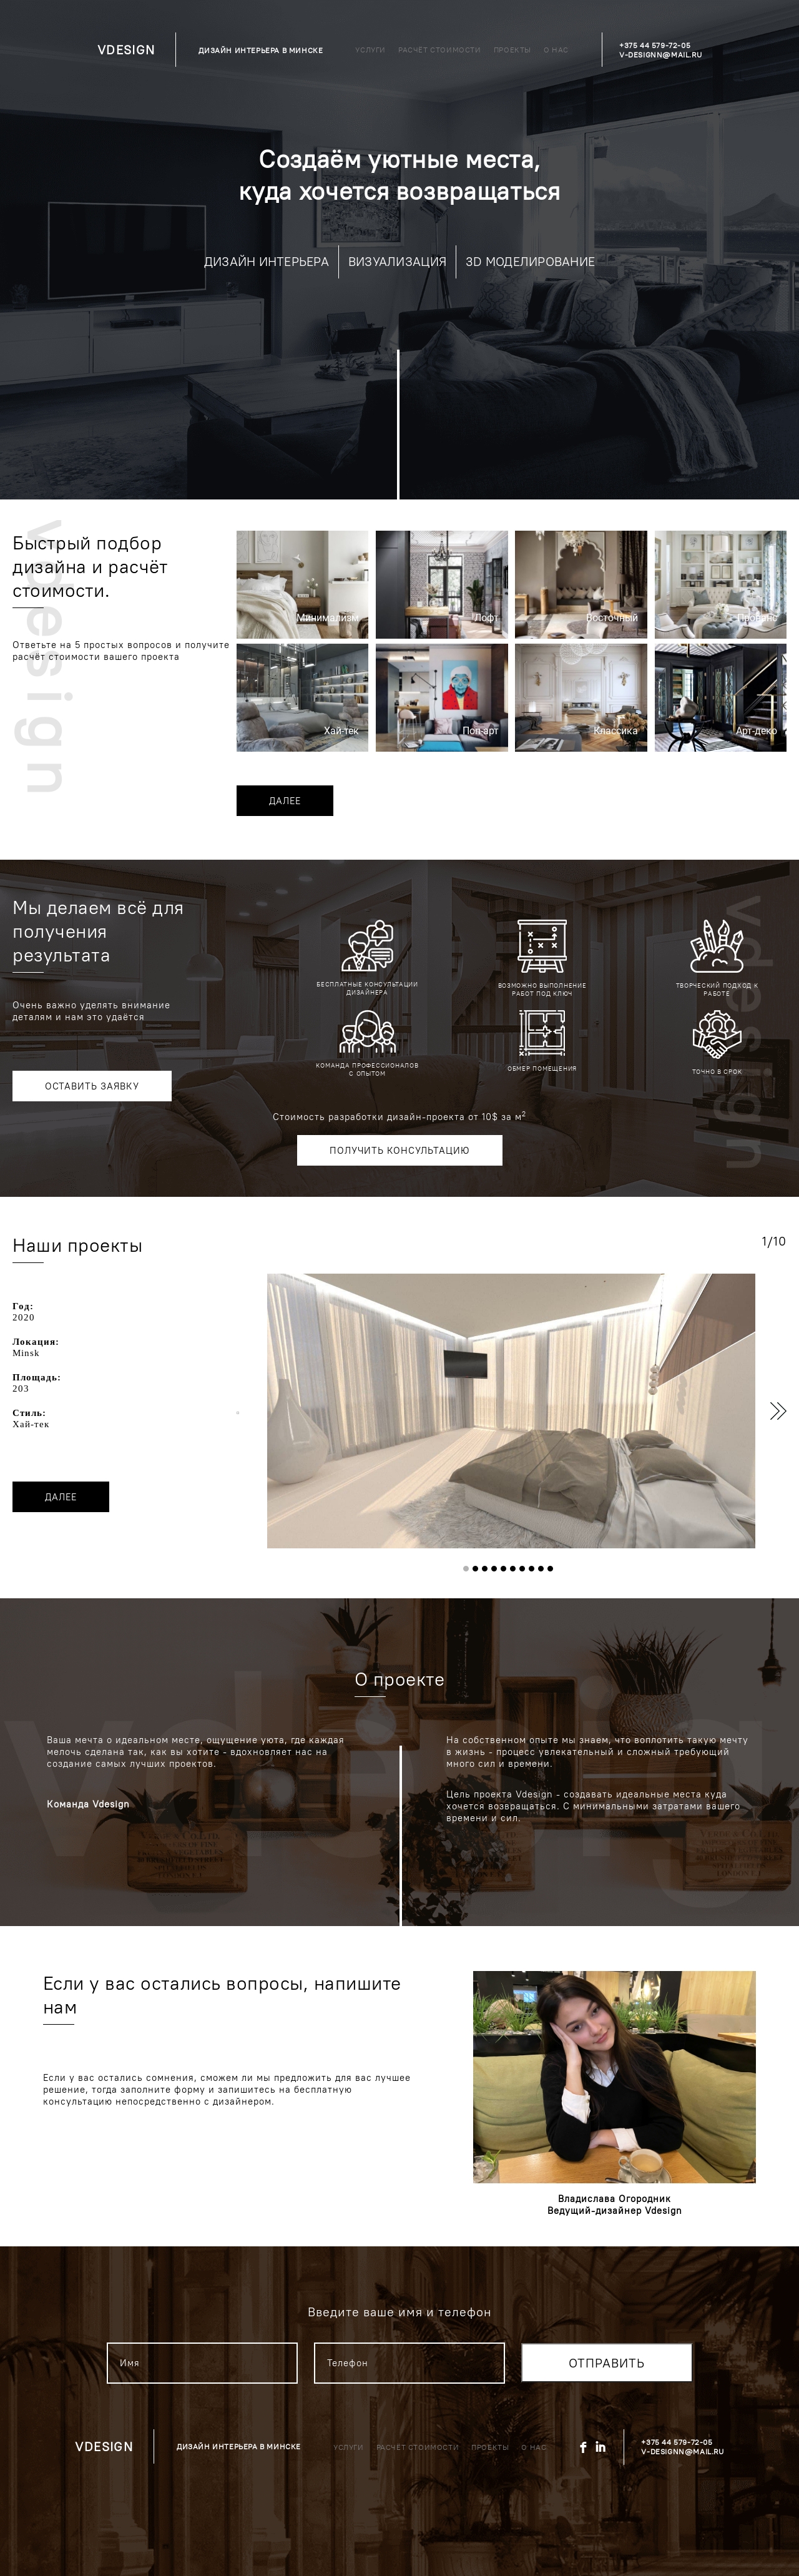 VDESIGN
ДИЗАЙН ИНТЕРЬЕРА В МИНСКЕ
УСЛУГИ РАСЧЁТ СТОИМОСТИ ПРОЕКТЫ О НАС
+375 44 579-72-05
V-DESIGNN@MAIL.RU
Создаём уютные места,
куда хочется возвращаться
ДИЗАЙН ИНТЕРЬЕРА
ВИЗУАЛИЗАЦИЯ
3D МОДЕЛИРОВАНИЕ
vdesign
Быстрый подбор
дизайна и расчёт
стоимости.
Ответьте на 5 простых вопросов и получите
расчёт стоимости вашего проекта
Минимализм
Лофт
Восточный
Прованс
Хай-тек
Поп-арт
Классика
Арт-деко
ДАЛЕЕ
vdesign
Мы делаем всё для
получения
результата
Очень важно уделять внимание
деталям и нам это удаётся
ОСТАВИТЬ ЗАЯВКУ
БЕСПЛАТНЫЕ КОНСУЛЬТАЦИИ
ДИЗАЙНЕРА
ВОЗМОЖНО ВЫПОЛНЕНИЕ
РАБОТ ПОД КЛЮЧ
ТВОРЧЕСКИЙ ПОДХОД К
РАБОТЕ
КОМАНДА ПРОФЕССИОНАЛОВ
С ОПЫТОМ
ОБМЕР ПОМЕЩЕНИЯ
ТОЧНО В СРОК
Стоимость разработки дизайн-проекта от 10$ за м²
ПОЛУЧИТЬ КОНСУЛЬТАЦИЮ
Наши проекты
1/10
Год:
2020
Локация:
Minsk
Площадь:
203
Стиль:
Хай-тек
ДАЛЕЕ
О проекте
Ваша мечта о идеальном месте, ощущение уюта, где каждая
мелочь сделана так, как вы хотите - вдохновляет нас на
создание самых лучших проектов.
Команда Vdesign
На собственном опыте мы знаем, что воплотить такую мечту
в жизнь - процесс увлекательный и сложный требующий
много сил и времени.
Цель проекта Vdesign - создавать идеальные места куда
хочется возвращаться. С минимальными затратами вашего
времени и сил.
Если у вас остались вопросы, напишите
нам
Если у вас остались сомнения, сможем ли мы предложить для вас лучшее
решение, тогда заполните форму и запишитесь на бесплатную
консультацию непосредственно с дизайнером.
Владислава Огородник
Ведущий-дизайнер Vdesign
Введите ваше имя и телефон
Имя
Телефон
ОТПРАВИТЬ
VDESIGN
ДИЗАЙН ИНТЕРЬЕРА В МИНСКЕ
УСЛУГИ РАСЧЁТ СТОИМОСТИ ПРОЕКТЫ О НАС
+375 44 579-72-05
V-DESIGNN@MAIL.RU